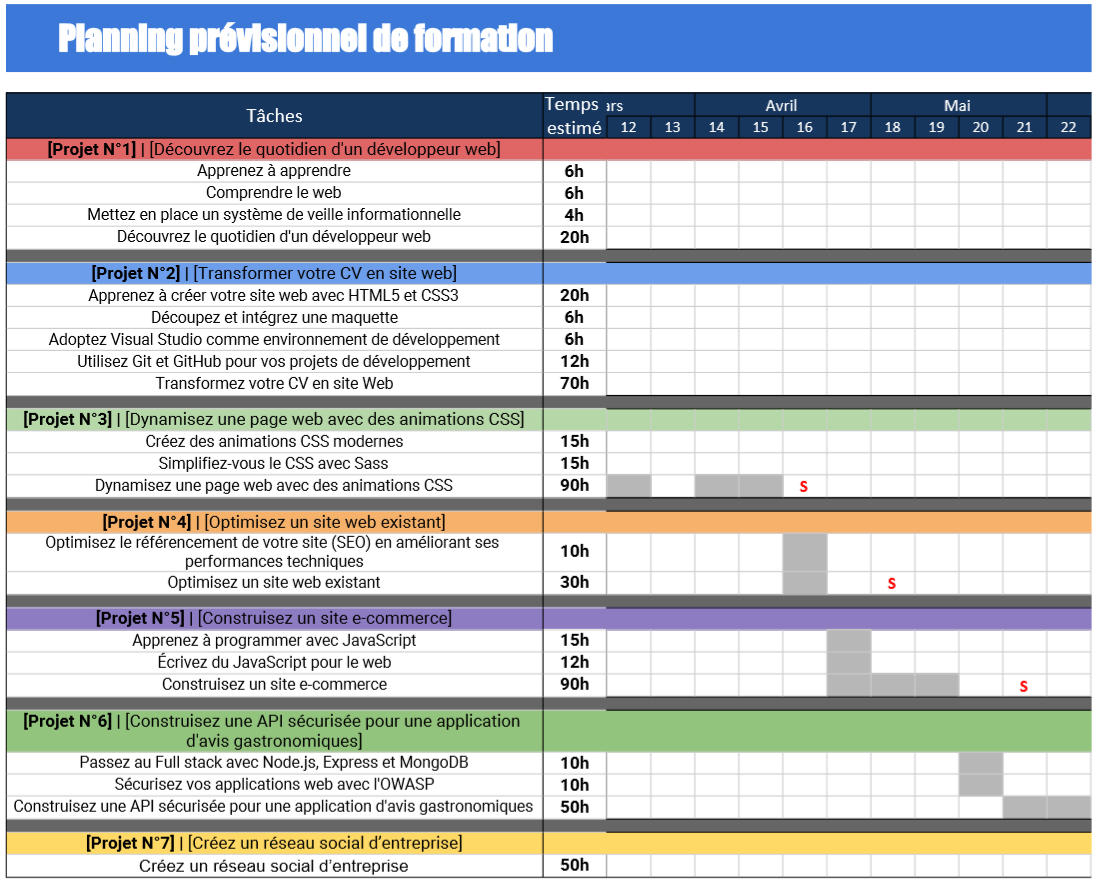 Planning prévisionnel de formation
Tâches
Temps estimé
ars Avril Mai
12 13 14 15 16 17 18 19 20 21 22
[Projet N°1] | [Découvrez le quotidien d'un développeur web]
Apprenez à apprendre 6h
Comprendre le web 6h
Mettez en place un système de veille informationnelle 4h
Découvrez le quotidien d'un développeur web 20h
[Projet N°2] | [Transformer votre CV en site web]
Apprenez à créer votre site web avec HTML5 et CSS3 20h
Découpez et intégrez une maquette 6h
Adoptez Visual Studio comme environnement de développement 6h
Utilisez Git et GitHub pour vos projets de développement 12h
Transformez votre CV en site Web 70h
[Projet N°3] | [Dynamisez une page web avec des animations CSS]
Créez des animations CSS modernes 15h
Simplifiez-vous le CSS avec Sass 15h
Dynamisez une page web avec des animations CSS 90h S
[Projet N°4] | [Optimisez un site web existant]
Optimisez le référencement de votre site (SEO) en améliorant ses
performances techniques 10h
Optimisez un site web existant 30h S
[Projet N°5] | [Construisez un site e-commerce]
Apprenez à programmer avec JavaScript 15h
Écrivez du JavaScript pour le web 12h
Construisez un site e-commerce 90h S
[Projet N°6] | [Construisez une API sécurisée pour une application
d'avis gastronomiques]
Passez au Full stack avec Node.js, Express et MongoDB 10h
Sécurisez vos applications web avec l'OWASP 10h
Construisez une API sécurisée pour une application d'avis gastronomiques 50h
[Projet N°7] | [Créez un réseau social d’entreprise]
Créez un réseau social d’entreprise 50h